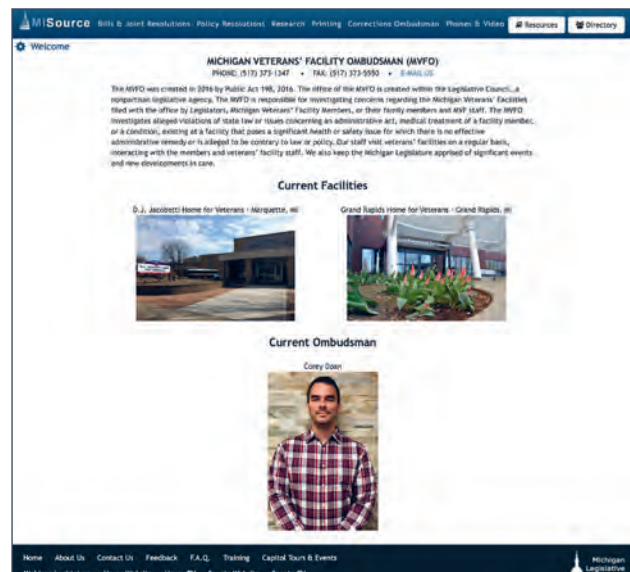 MISource Bills & Joint Resolutions Policy Resolutions Research Printing Corrections Ombudsman Phones & Video Resources Directory
Welcome
MICHIGAN VETERANS' FACILITY OMBUDSMAN (MVFO)
PHONE: (517) 373-1347 • FAX: (517) 373-5550 • E-MAIL US
The MVFO was created in 2016 by Public Act 198, 2016. The office of the MVFO is created within the Legislative Council, a
nonpartisan legislative agency. The MVFO is responsible for investigating concerns regarding the Michigan Veterans' Facilities
filed with the office by Legislators, Michigan Veterans' Facility Members, or their family members and MVF staff. The MVFO
investigates alleged violations of state law or issues concerning an administrative act, medical treatment of a facility member,
or a condition, existing at a facility that poses a significant health or safety issue for which there is no effective
administrative remedy or is alleged to be contrary to law or policy. Our staff visit veterans' facilities on a regular basis,
interacting with the members and veterans' facility staff. We also keep the Michigan Legislature apprised of significant events
and new developments in care.
Current Facilities
D.J. Jacobetti Home for Veterans - Marquette, MI
Grand Rapids Home for Veterans - Grand Rapids, MI
Current Ombudsman
Corey
Home About Us Contact Us Feedback F.A.Q. Training Capitol Tours & Events
Michigan
Legislative